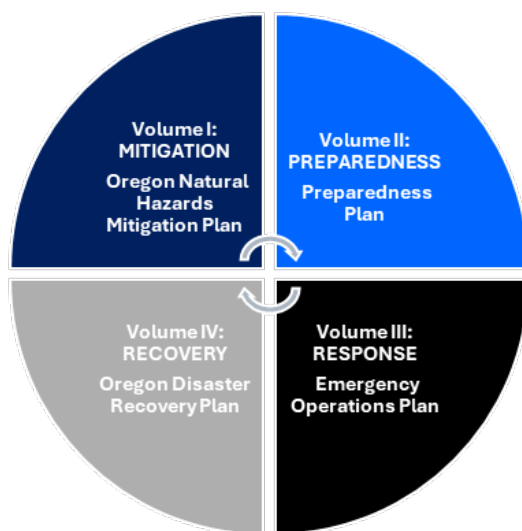 Volume I:
MITIGATION
Oregon Natural
Hazards
Mitigation Plan
Volume II:
PREPAREDNESS
Preparedness
Plan
Volume IV:
RECOVERY
Oregon Disaster
Recovery Plan
Volume III:
RESPONSE
Emergency
Operations Plan